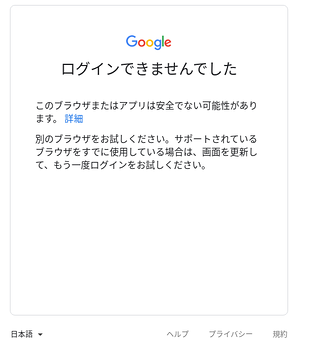 Google
ログインできませんでした
このブラウザまたはアプリは安全でない可能性があり
ます。 詳細
別のブラウザをお試しください。サポートされている
ブラウザをすでに使用している場合は、画面を更新し
て、もう一度ログインをお試しください。
日本語
ヘルプ プライバシー 規約